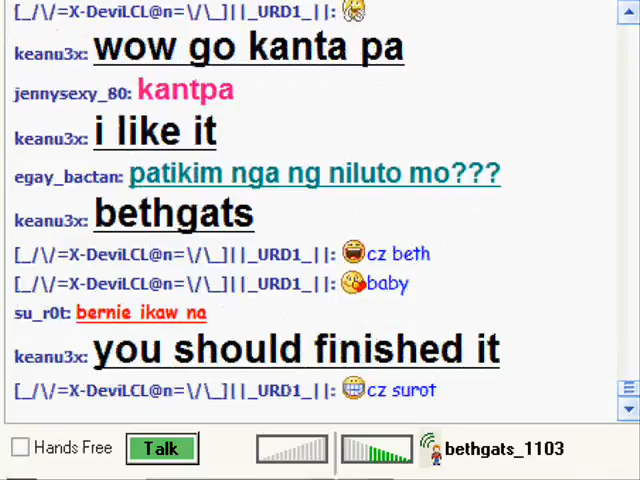 [_/\/=X-DeviLCL@n=\/\_]||_URD1_||:
keanu3x: wow go kanta pa
jennysexy_80: kantpa
keanu3x: i like it
egay_bactan: patikim nga ng niluto mo???
keanu3x: bethgats
[_/\/=X-DeviLCL@n=\/\_]||_URD1_||: cz beth
[_/\/=X-DeviLCL@n=\/\_]||_URD1_||: baby
su_r0t: bernie ikaw na
keanu3x: you should finished it
[_/\/=X-DeviLCL@n=\/\_]||_URD1_||: cz surot
Hands Free Talk bethgats_1103